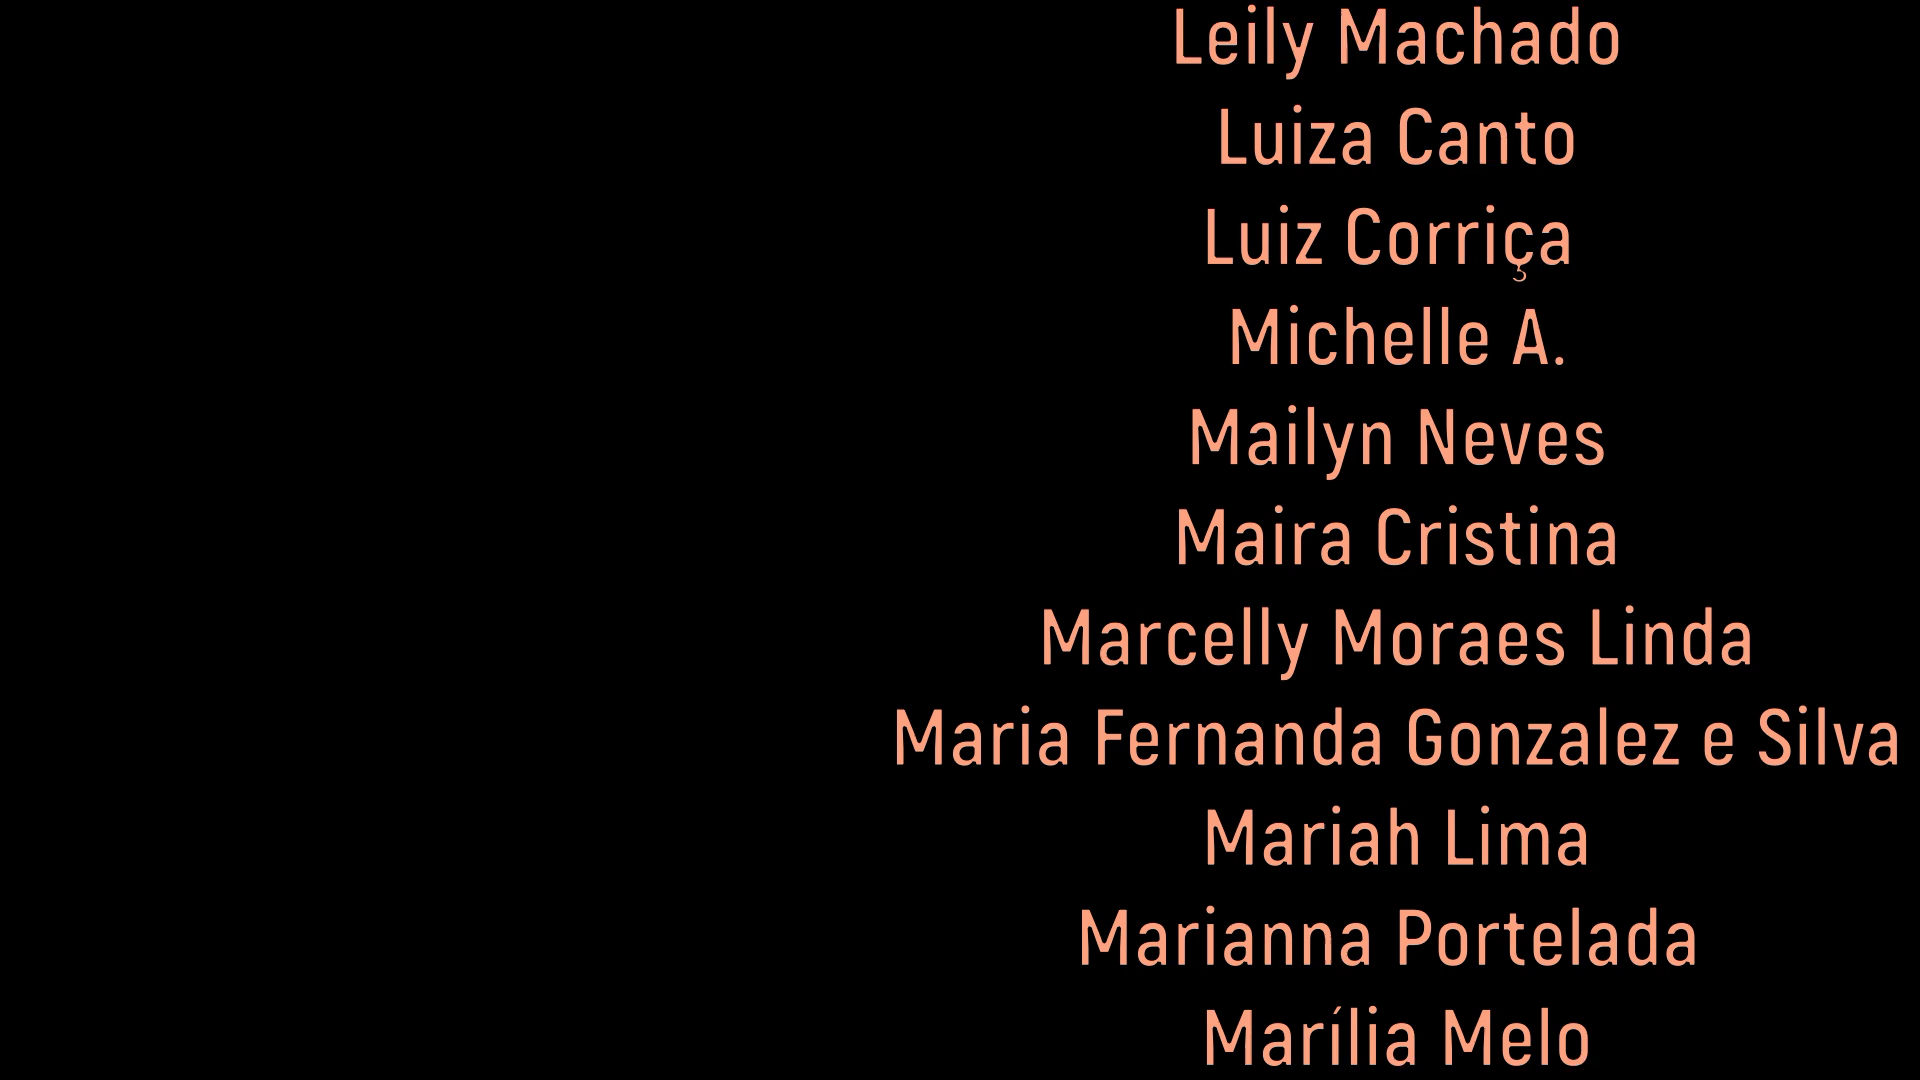 Leily Machado
Luiza Canto
Luiz Corriça
Michelle A.
Mailyn Neves
Maira Cristina
Marcelly Moraes Linda
Maria Fernanda Gonzalez e Silva
Mariah Lima
Marianna Portelada
Marília Melo